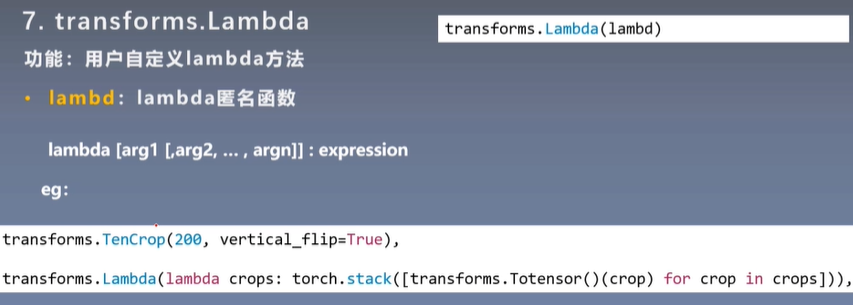 7. transforms.Lambda
transforms.Lambda(lambd)
功能：用户自定义lambda方法
• lambd：lambda匿名函数
lambda [arg1 [,arg2, ... , argn]] : expression
eg：
transforms.TenCrop(200, vertical_flip=True),
transforms.Lambda(lambda crops: torch.stack([transforms.Totensor()(crop) for crop in crops])),